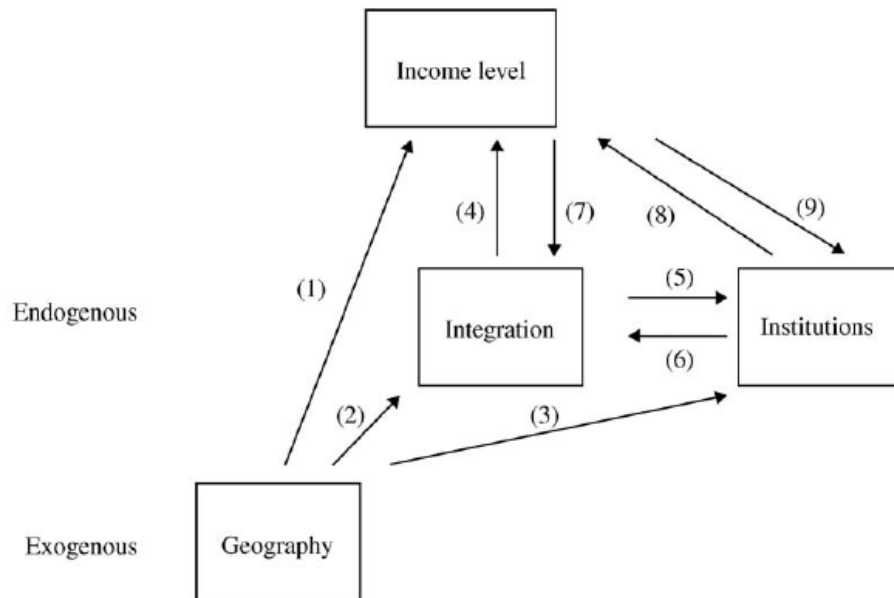 Income level
(4)
(7)
(8)
(9)
(1)
Endogenous
Integration
(5)
(6)
Institutions
(2)
(3)
Exogenous
Geography